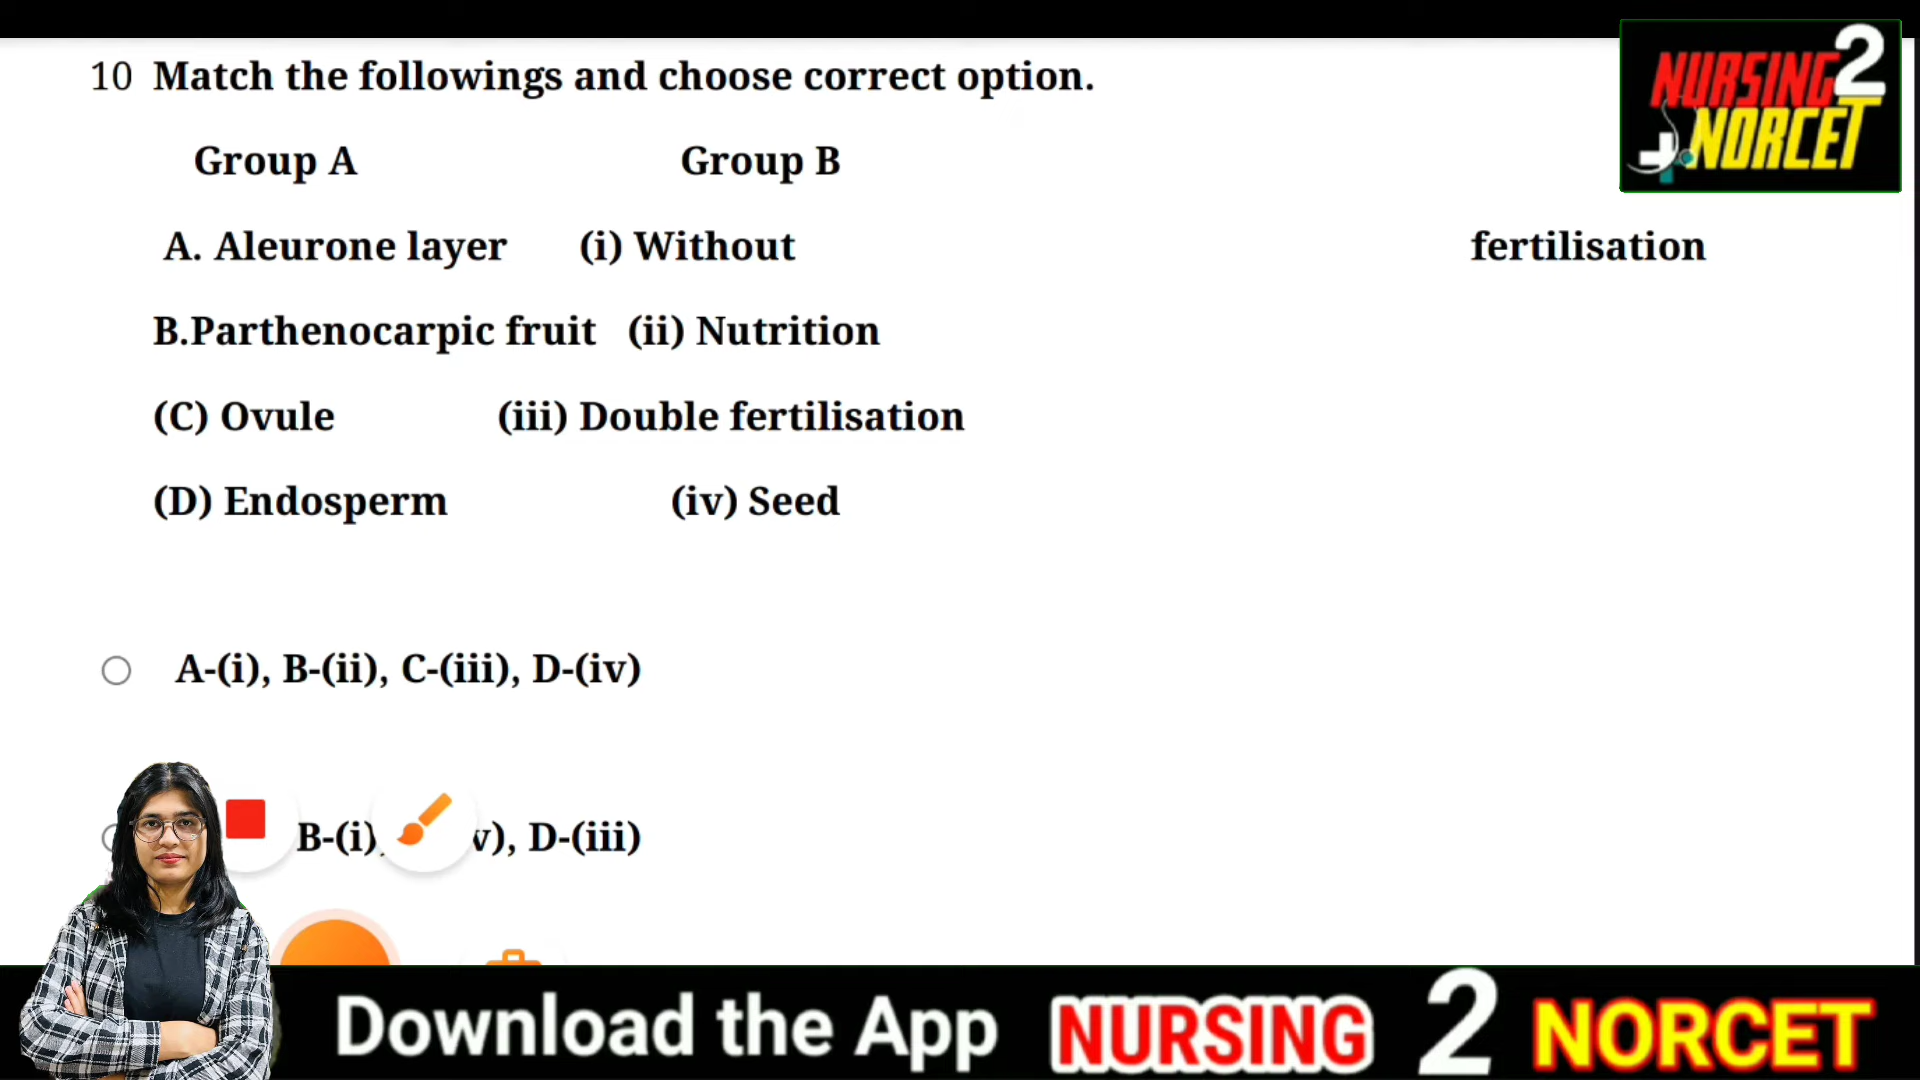 10 Match the followings and choose correct option.
NURSING 2 NORCET
Group A Group B
A. Aleurone layer (i) Without fertilisation
B.Parthenocarpic fruit (ii) Nutrition
(C) Ovule (iii) Double fertilisation
(D) Endosperm (iv) Seed
A-(i), B-(ii), C-(iii), D-(iv)
B-(i), v), D-(iii)
Download the App NURSING 2 NORCET